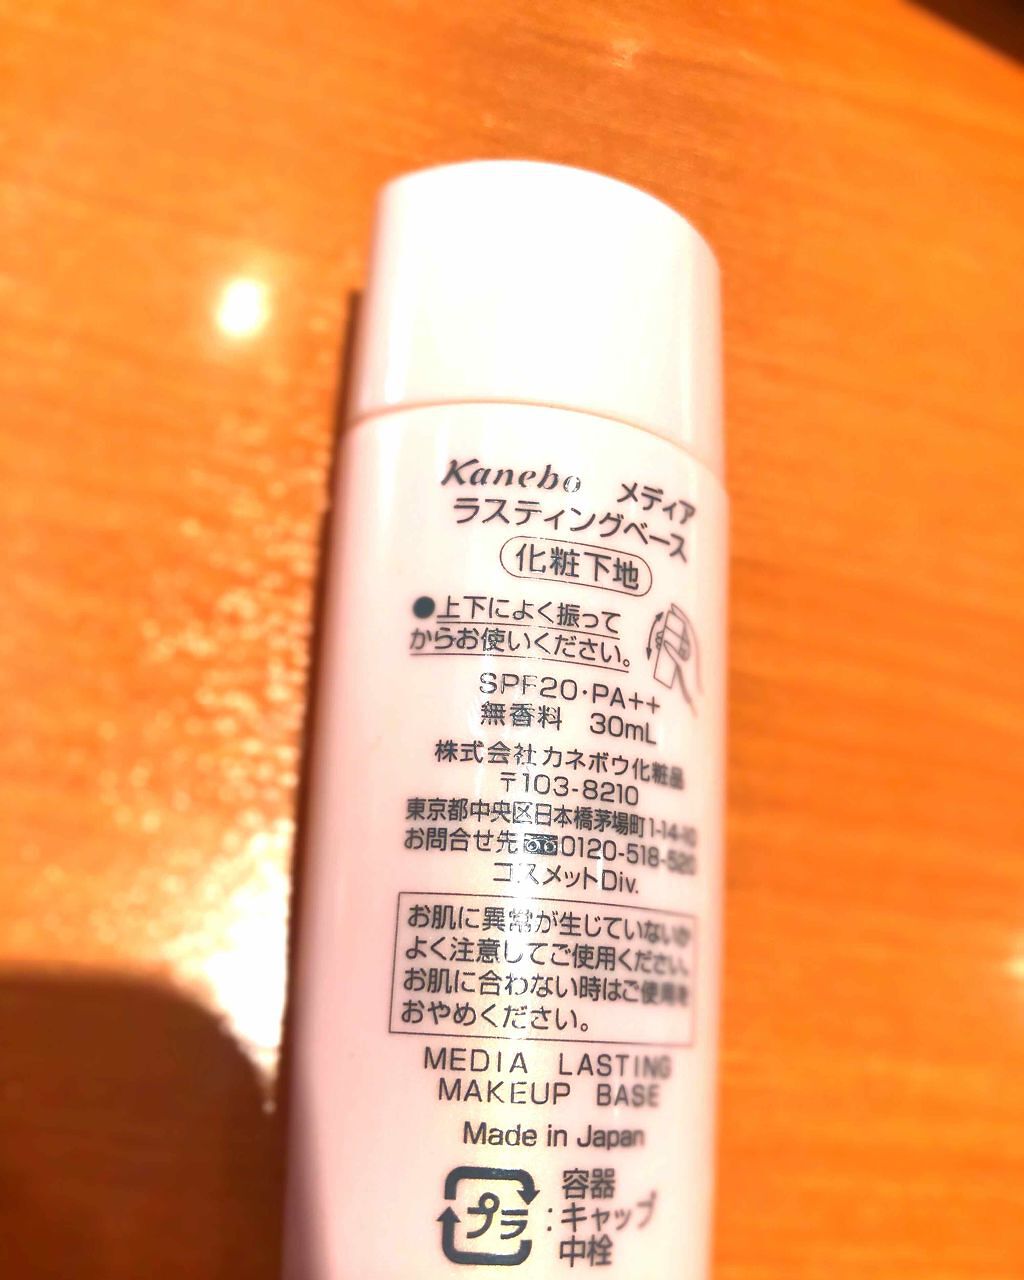 Kanebo メディア
ラスティングベース
化粧下地
●上下によく振って
からお使いください。
SPF20・PA++
無香料 30mL
株式会社カネボウ化粧品
〒103-8210
東京都中央区日本橋茅場町1-14-10
お問合せ先 0120-518-520
コスメットDiv.
お肌に異常が生じていないか
よく注意してご使用ください。
お肌に合わない時はご使用を
おやめください。
MEDIA LASTING
MAKEUP BASE
Made in Japan
プラ : 容器
キャップ
中栓